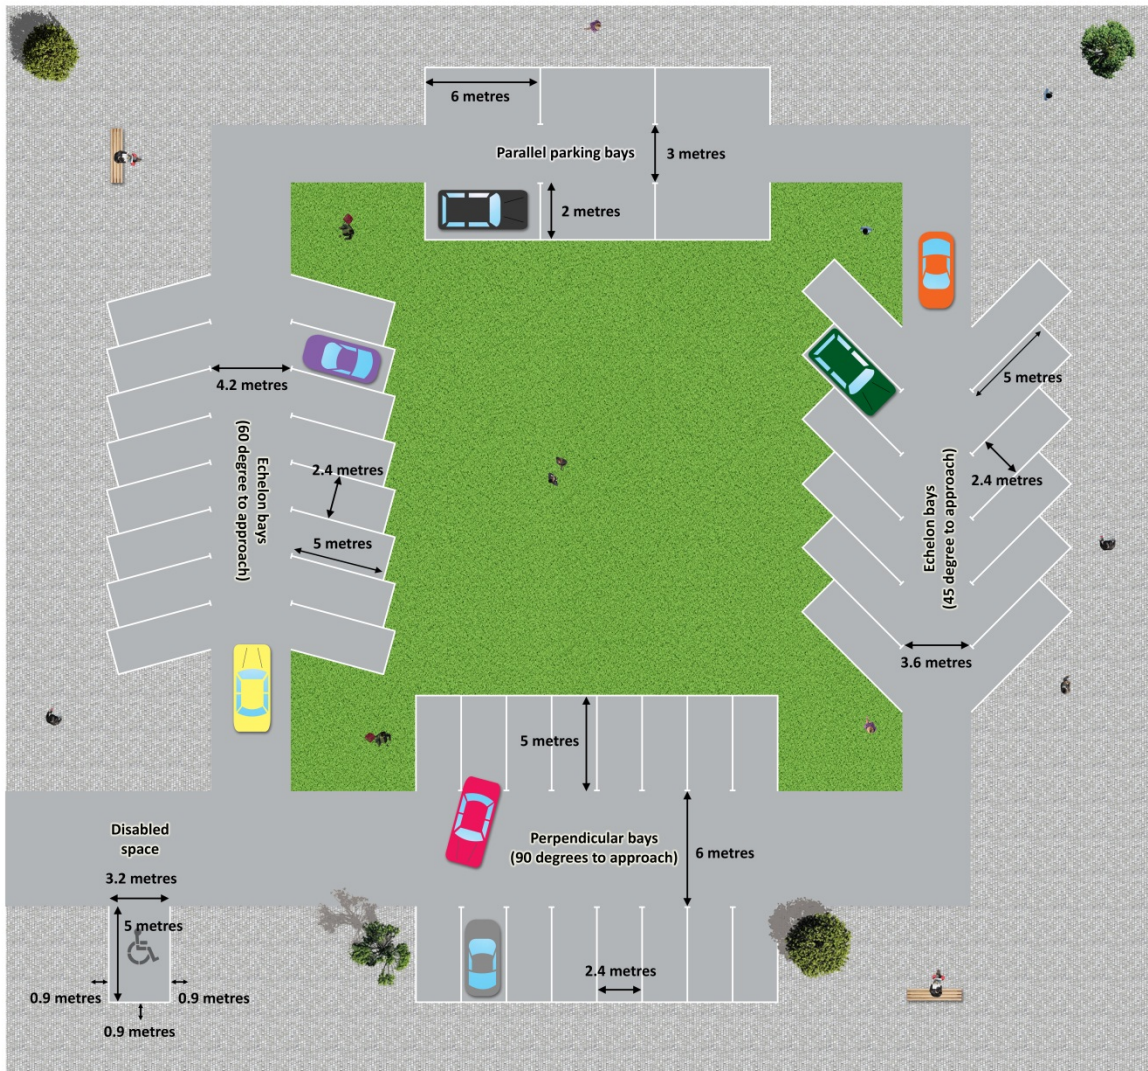 6 metres
Parallel parking bays
3 metres
2 metres
4.2 metres
Echelon bays
(60 degree to approach)
2.4 metres
5 metres
5 metres
2.4 metres
Echelon bays
(45 degree to approach)
3.6 metres
5 metres
Perpendicular bays
(90 degrees to approach)
6 metres
2.4 metres
Disabled
space
3.2 metres
5 metres
0.9 metres
0.9 metres
0.9 metres